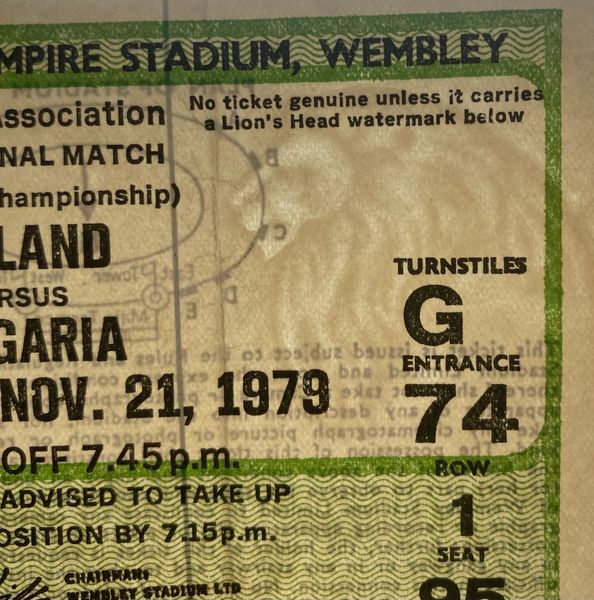 MPIRE STADIUM, WEMBLEY
Association
No ticket genuine unless it carries
a Lion's Head watermark below
NAL MATCH
hampionship)
LAND
RSUS
GARIA
NOV. 21, 1979
OFF 7.45 p.m.
ADVISED TO TAKE UP
OSITION BY 7.15p.m.
CHAIRMAN:
WEMBLEY STADIUM LTD
TURNSTILES
G
ENTRANCE
74
ROW
1
SEAT
95